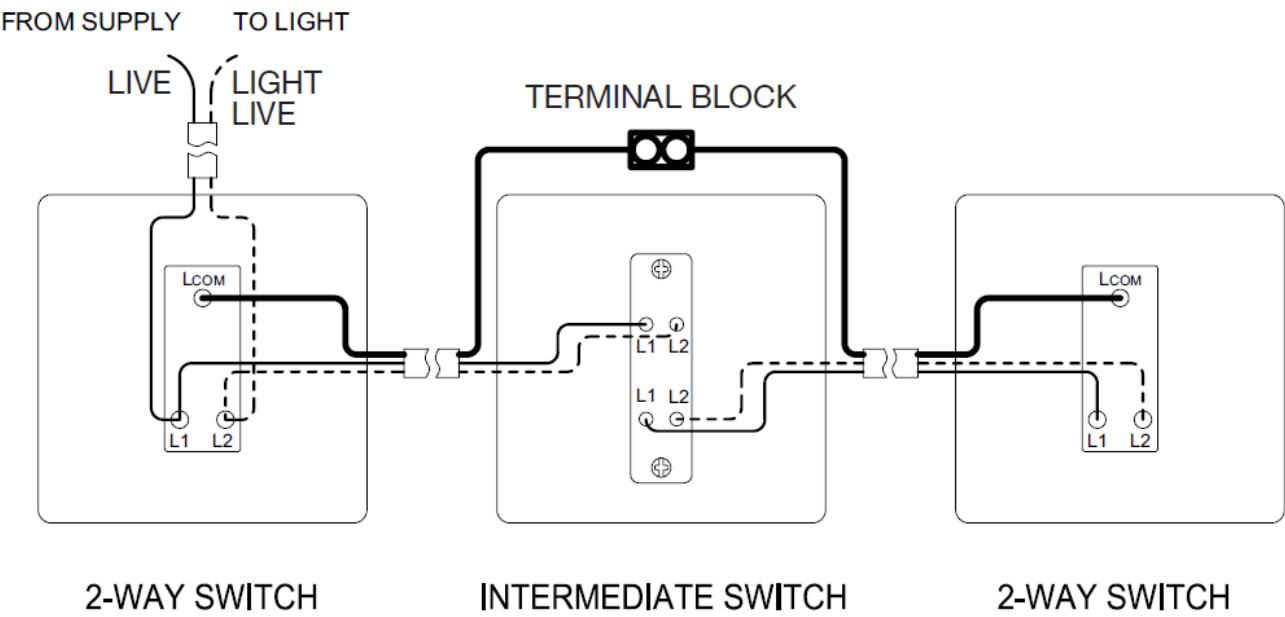 FROM SUPPLY TO LIGHT
LIVE LIGHT
LIVE
TERMINAL BLOCK
LCOM
LCOM
L1 L2
L1 L2
L1 L2
L1 L2
2-WAY SWITCH INTERMEDIATE SWITCH 2-WAY SWITCH